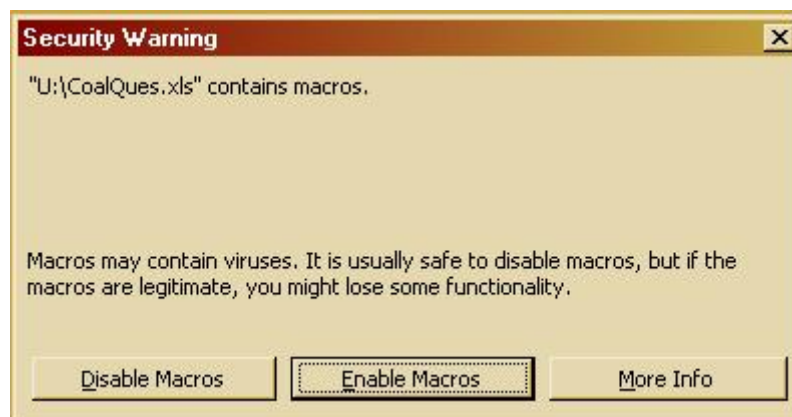 Security Warning
"U:\CoalQues.xls" contains macros.
Macros may contain viruses. It is usually safe to disable macros, but if the
macros are legitimate, you might lose some functionality.
Disable Macros
Enable Macros
More Info